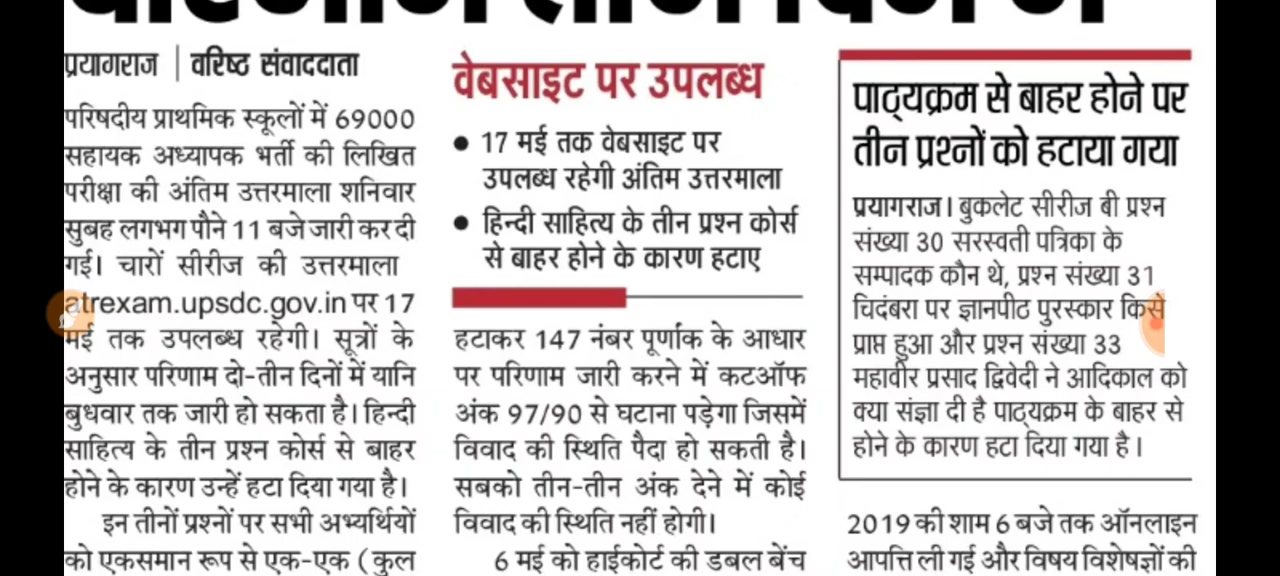 प्रयागराज | वरिष्ठ संवाददाता
परिषदीय प्राथमिक स्कूलों में 69000
सहायक अध्यापक भर्ती की लिखित
परीक्षा की अंतिम उत्तरमाला शनिवार
सुबह लगभग पौने 11 बजे जारी कर दी
गई। चारों सीरीज की उत्तरमाला
atrexam.upsdc.gov.in पर 17
मई तक उपलब्ध रहेगी। सूत्रों के
अनुसार परिणाम दो-तीन दिनों में यानि
बुधवार तक जारी हो सकता है। हिन्दी
साहित्य के तीन प्रश्न कोर्स से बाहर
होने के कारण उन्हें हटा दिया गया है।
इन तीनों प्रश्नों पर सभी अभ्यर्थियों
को एकसमान रूप से एक-एक (कुल
वेबसाइट पर उपलब्ध
● 17 मई तक वेबसाइट पर
उपलब्ध रहेगी अंतिम उत्तरमाला
● हिन्दी साहित्य के तीन प्रश्न कोर्स
से बाहर होने के कारण हटाए
हटाकर 147 नंबर पूर्णांक के आधार
पर परिणाम जारी करने में कटऑफ
अंक 97/90 से घटाना पड़ेगा जिसमें
विवाद की स्थिति पैदा हो सकती है।
सबको तीन-तीन अंक देने में कोई
विवाद की स्थिति नहीं होगी।
6 मई को हाईकोर्ट की डबल बेंच
पाठ्यक्रम से बाहर होने पर
तीन प्रश्नों को हटाया गया
प्रयागराज। बुकलेट सीरीज बी प्रश्न
संख्या 30 सरस्वती पत्रिका के
सम्पादक कौन थे, प्रश्न संख्या 31
चिदंबरा पर ज्ञानपीट पुरस्कार किसे
प्राप्त हुआ और प्रश्न संख्या 33
महावीर प्रसाद द्विवेदी ने आदिकाल को
क्या संज्ञा दी है पाठ्यक्रम के बाहर से
होने के कारण हटा दिया गया है।
2019 की शाम 6 बजे तक ऑनलाइन
आपत्ति ली गई और विषय विशेषज्ञों की